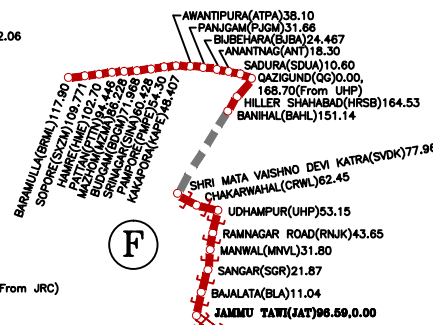 2.06
AWANTIPURA(ATPA)38.10
PANJGAM(PJGM)31.66
BIJBEHARA(BJBA)24.467
ANANTNAG(ANT)18.30
SADURA(SDUA)10.60
QAZIGUND(QG)0.00,
168.70(From UHP)
HILLER SHAHABAD(HRSB)164.53
BANIHAL(BAHL)151.14
BARAMULLA(BRML)117.90
SOPORE(SXZM)109.771
HAMRE(HME)102.70
PATTAN(PTTN)94.446
MAZHOM(MZMA)86.228
BUDGAM(BDGM)71.968
SRINAGAR(SINA)60.428
PAMPORE(PMPE)54.30
KAKAPORA(KAPE)48.407
SHRI MATA VAISHNO DEVI KATRA(SVDK)77.96
CHAKARWAHAL(CRWL)62.45
UDHAMPUR(UHP)53.15
F
RAMNAGAR ROAD(RNJK)43.65
MANWAL(MNVL)31.80
SANGAR(SGR)21.87
From JRC)
BAJALATA(BLA)11.04
JAMMU TAWI(JAT)96.59,0.00